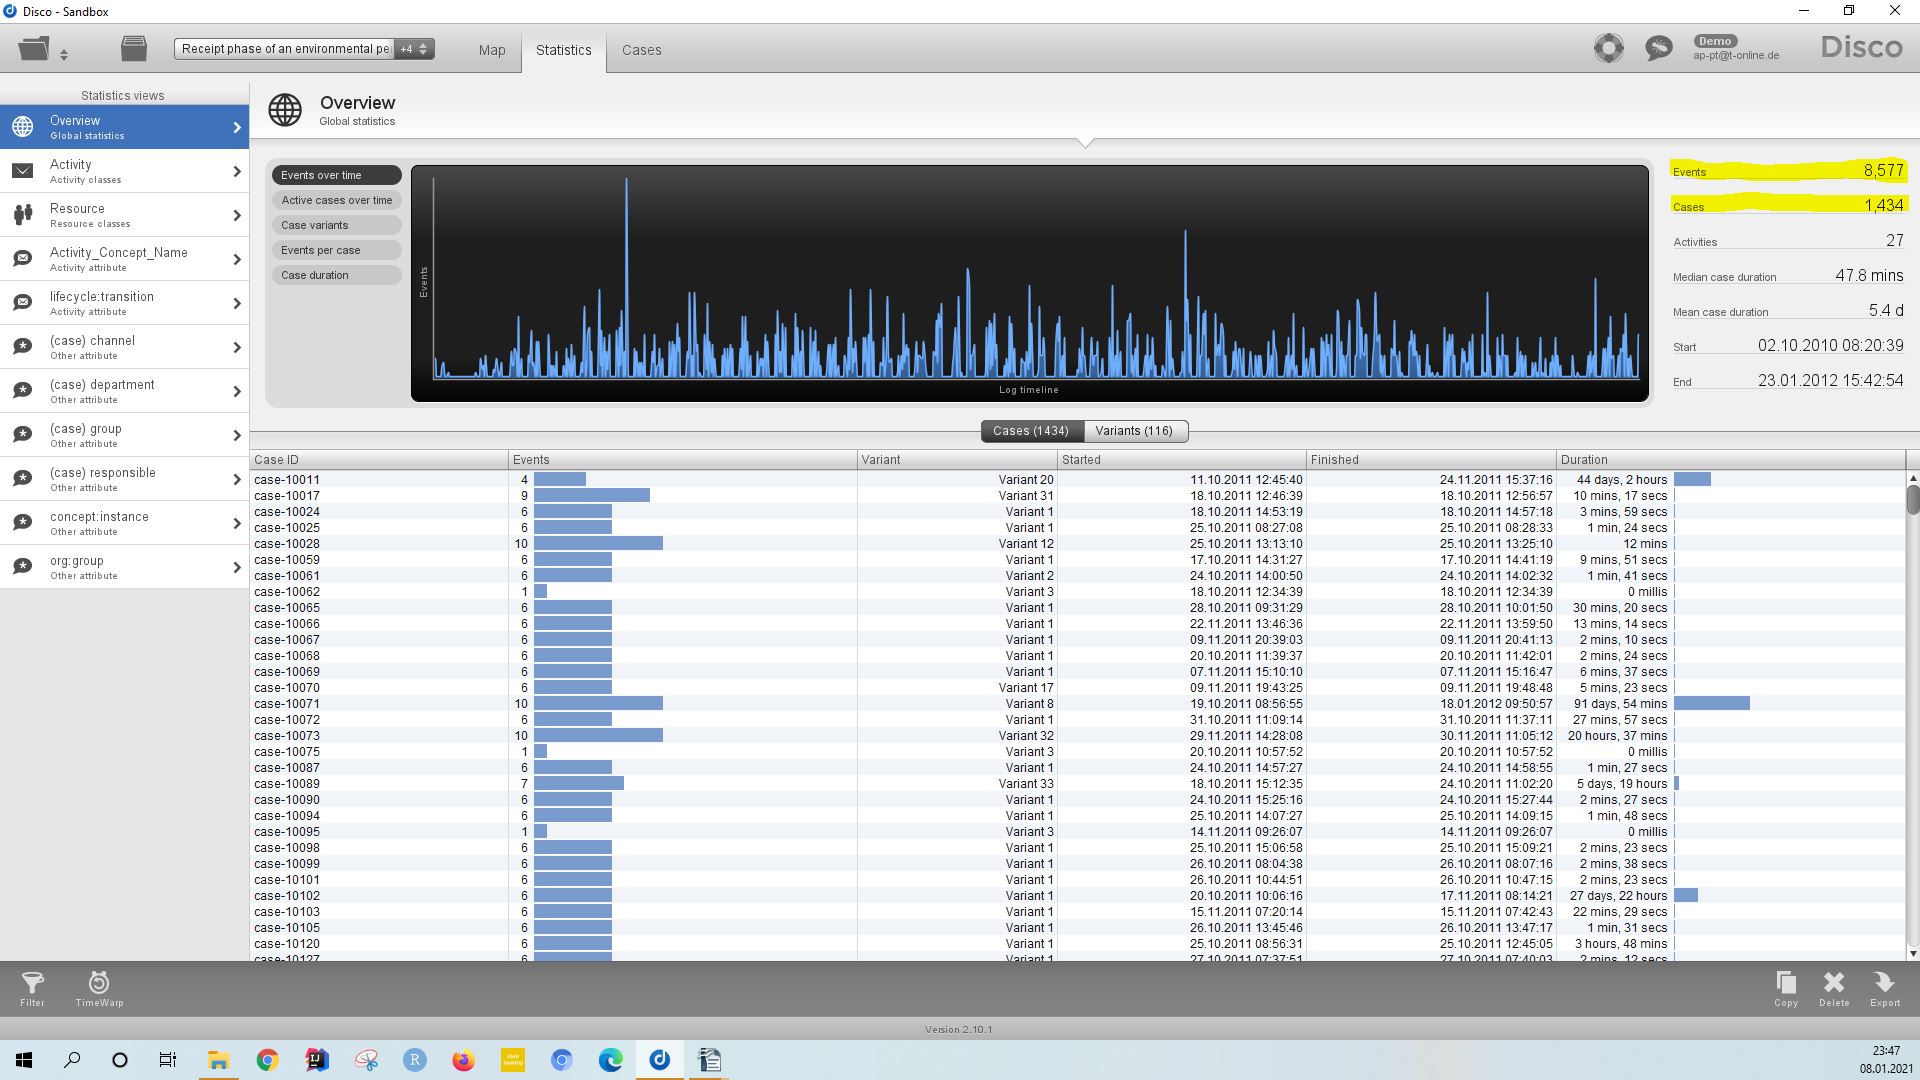 Disco - Sandbox
Receipt phase of an environmental pe +4
Map
Statistics
Cases
Demo
ap-pt@t-online.de
Disco
Statistics views
Overview
Global statistics
Activity
Activity classes
Resource
Resource classes
Activity_Concept_Name
Activity attribute
lifecycle:transition
Activity attribute
(case) channel
Other attribute
(case) department
Other attribute
(case) group
Other attribute
(case) responsible
Other attribute
concept:instance
Other attribute
org:group
Other attribute
Overview
Global statistics
Events over time
Active cases over time
Case variants
Events per case
Case duration
Events
Log timeline
Events 8,577
Cases 1,434
Activities 27
Median case duration 47.8 mins
Mean case duration 5.4 d
Start 02.10.2010 08:20:39
End 23.01.2012 15:42:54
Cases (1434) Variants (116)
Case ID Events Variant Started Finished Duration
case-10011 4 Variant 20 11.10.2011 12:45:40 24.11.2011 15:37:16 44 days, 2 hours
case-10017 9 Variant 31 18.10.2011 12:46:39 18.10.2011 12:56:57 10 mins, 17 secs
case-10024 6 Variant 1 18.10.2011 14:53:19 18.10.2011 14:57:18 3 mins, 59 secs
case-10025 6 Variant 1 25.10.2011 08:27:08 25.10.2011 08:28:33 1 min, 24 secs
case-10028 10 Variant 12 25.10.2011 13:13:10 25.10.2011 13:25:10 12 mins
case-10059 6 Variant 1 17.10.2011 14:31:27 17.10.2011 14:41:19 9 mins, 51 secs
case-10061 6 Variant 2 24.10.2011 14:00:50 24.10.2011 14:02:32 1 min, 41 secs
case-10062 1 Variant 3 18.10.2011 12:34:39 18.10.2011 12:34:39 0 millis
case-10065 6 Variant 1 28.10.2011 09:31:29 28.10.2011 10:01:50 30 mins, 20 secs
case-10066 6 Variant 1 22.11.2011 13:46:36 22.11.2011 13:59:50 13 mins, 14 secs
case-10067 6 Variant 1 09.11.2011 20:39:03 09.11.2011 20:41:13 2 mins, 10 secs
case-10068 6 Variant 1 20.10.2011 11:39:37 20.10.2011 11:42:01 2 mins, 24 secs
case-10069 6 Variant 1 07.11.2011 15:10:10 07.11.2011 15:16:47 6 mins, 37 secs
case-10070 6 Variant 17 09.11.2011 19:43:25 09.11.2011 19:48:48 5 mins, 23 secs
case-10071 10 Variant 8 19.10.2011 08:56:55 18.01.2012 09:50:57 91 days, 54 mins
case-10072 6 Variant 1 31.10.2011 11:09:14 31.10.2011 11:37:11 27 mins, 57 secs
case-10073 10 Variant 32 29.11.2011 14:28:08 30.11.2011 11:05:12 20 hours, 37 mins
case-10075 1 Variant 3 20.10.2011 10:57:52 20.10.2011 10:57:52 0 millis
case-10087 6 Variant 1 24.10.2011 14:57:27 24.10.2011 14:58:55 1 min, 27 secs
case-10089 7 Variant 33 18.10.2011 15:12:35 24.10.2011 11:02:20 5 days, 19 hours
case-10090 6 Variant 1 24.10.2011 15:25:16 24.10.2011 15:27:44 2 mins, 27 secs
case-10094 6 Variant 1 25.10.2011 14:07:27 25.10.2011 14:09:15 1 min, 48 secs
case-10095 1 Variant 3 14.11.2011 09:26:07 14.11.2011 09:26:07 0 millis
case-10098 6 Variant 1 25.10.2011 15:06:58 25.10.2011 15:09:21 2 mins, 23 secs
case-10099 6 Variant 1 26.10.2011 08:04:38 26.10.2011 08:07:16 2 mins, 38 secs
case-10101 6 Variant 1 26.10.2011 10:44:51 26.10.2011 10:47:15 2 mins, 23 secs
case-10102 6 Variant 1 20.10.2011 10:06:16 17.11.2011 08:14:21 27 days, 22 hours
case-10103 6 Variant 1 15.11.2011 07:20:14 15.11.2011 07:42:43 22 mins, 29 secs
case-10105 6 Variant 1 26.10.2011 13:45:46 26.10.2011 13:47:17 1 min, 31 secs
case-10120 6 Variant 1 25.10.2011 08:56:31 25.10.2011 12:45:05 3 hours, 48 mins
case-10127 6 Variant 1 27.10.2011 07:37:51 27.10.2011 07:40:03 2 mins, 12 secs
Filter
TimeWarp
Copy
Delete
Export
Version 2.10.1
23:47
08.01.2021